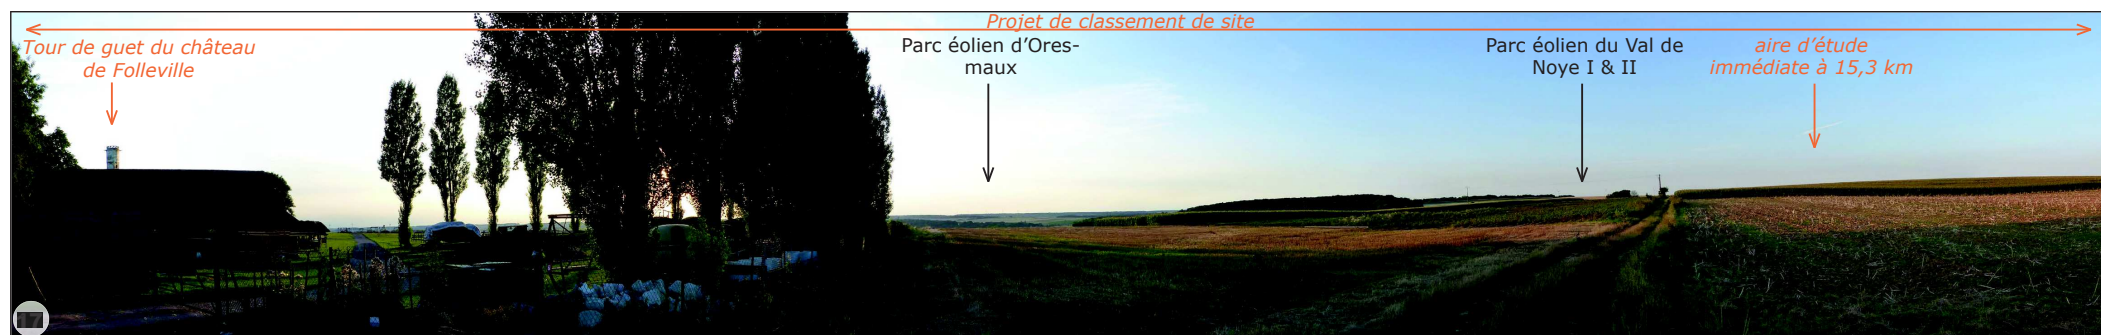 Projet de classement de site
Tour de guet du château
de Folleville
Parc éolien d'Ores-
maux
Parc éolien du Val de
Noye I & II
aire d'étude
immédiate à 15,3 km
17